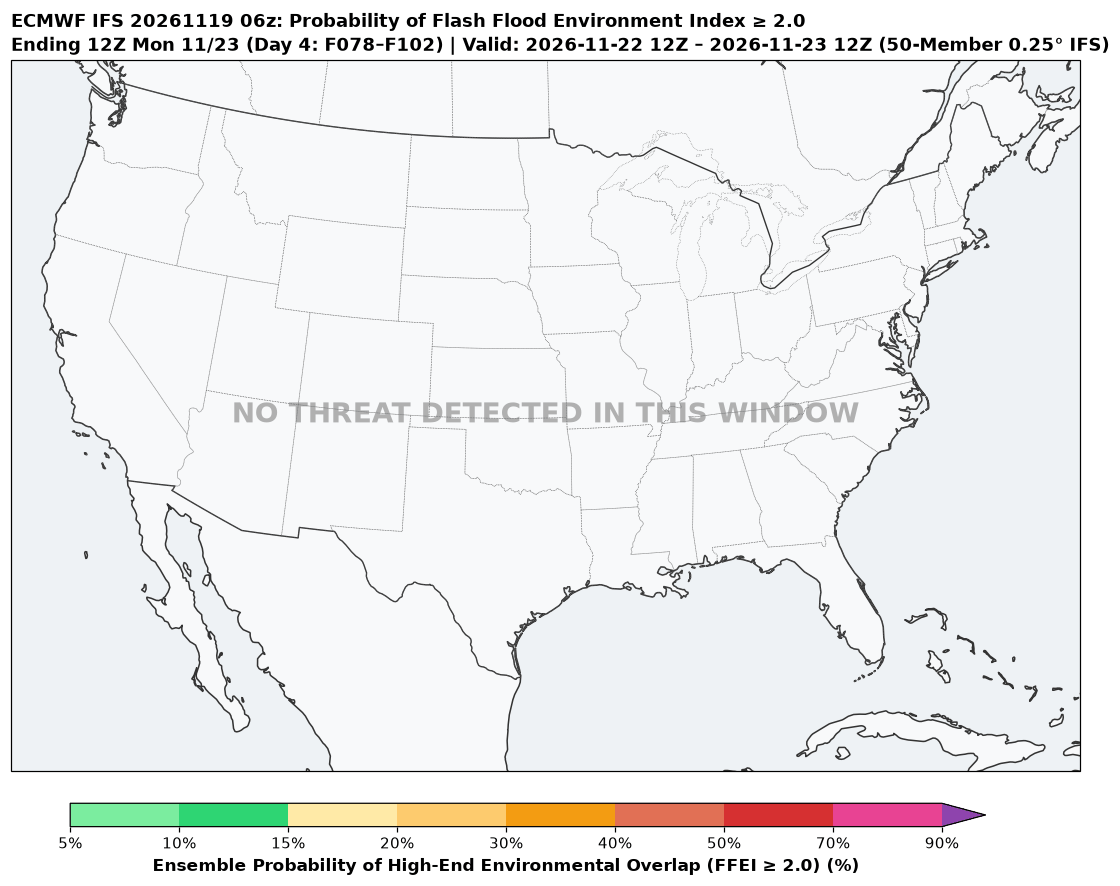 ECMWF IFS 20261119 06z: Probability of Flash Flood Environment Index ≥ 2.0
Ending 12Z Mon 11/23 (Day 4: F078–F102) | Valid: 2026-11-22 12Z – 2026-11-23 12Z (50-Member 0.25° IFS)
NO THREAT DETECTED IN THIS WINDOW
5% 10% 15% 20% 30% 40% 50% 70% 90%
Ensemble Probability of High-End Environmental Overlap (FFEI ≥ 2.0) (%)